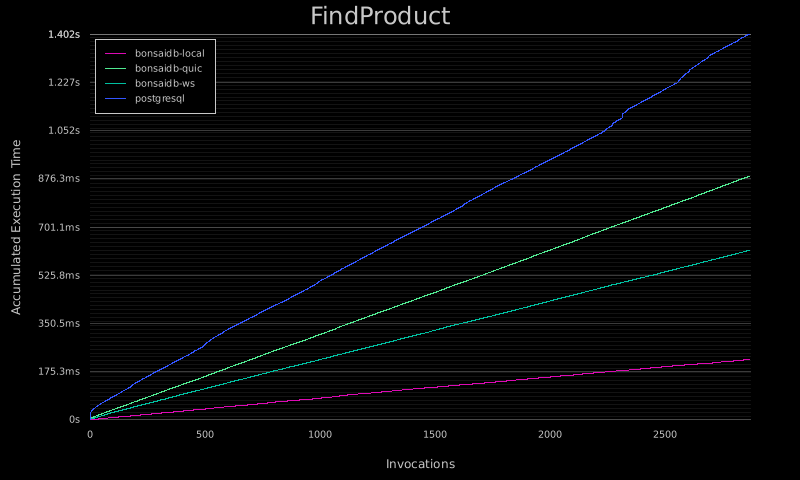 FindProduct
1.402s
bonsaidb-local
bonsaidb-quic
bonsaidb-ws
postgresql
1.227s
1.052s
876.3ms
701.1ms
525.8ms
350.5ms
175.3ms
0s
Accumulated Execution Time
0 500 1000 1500 2000 2500
Invocations